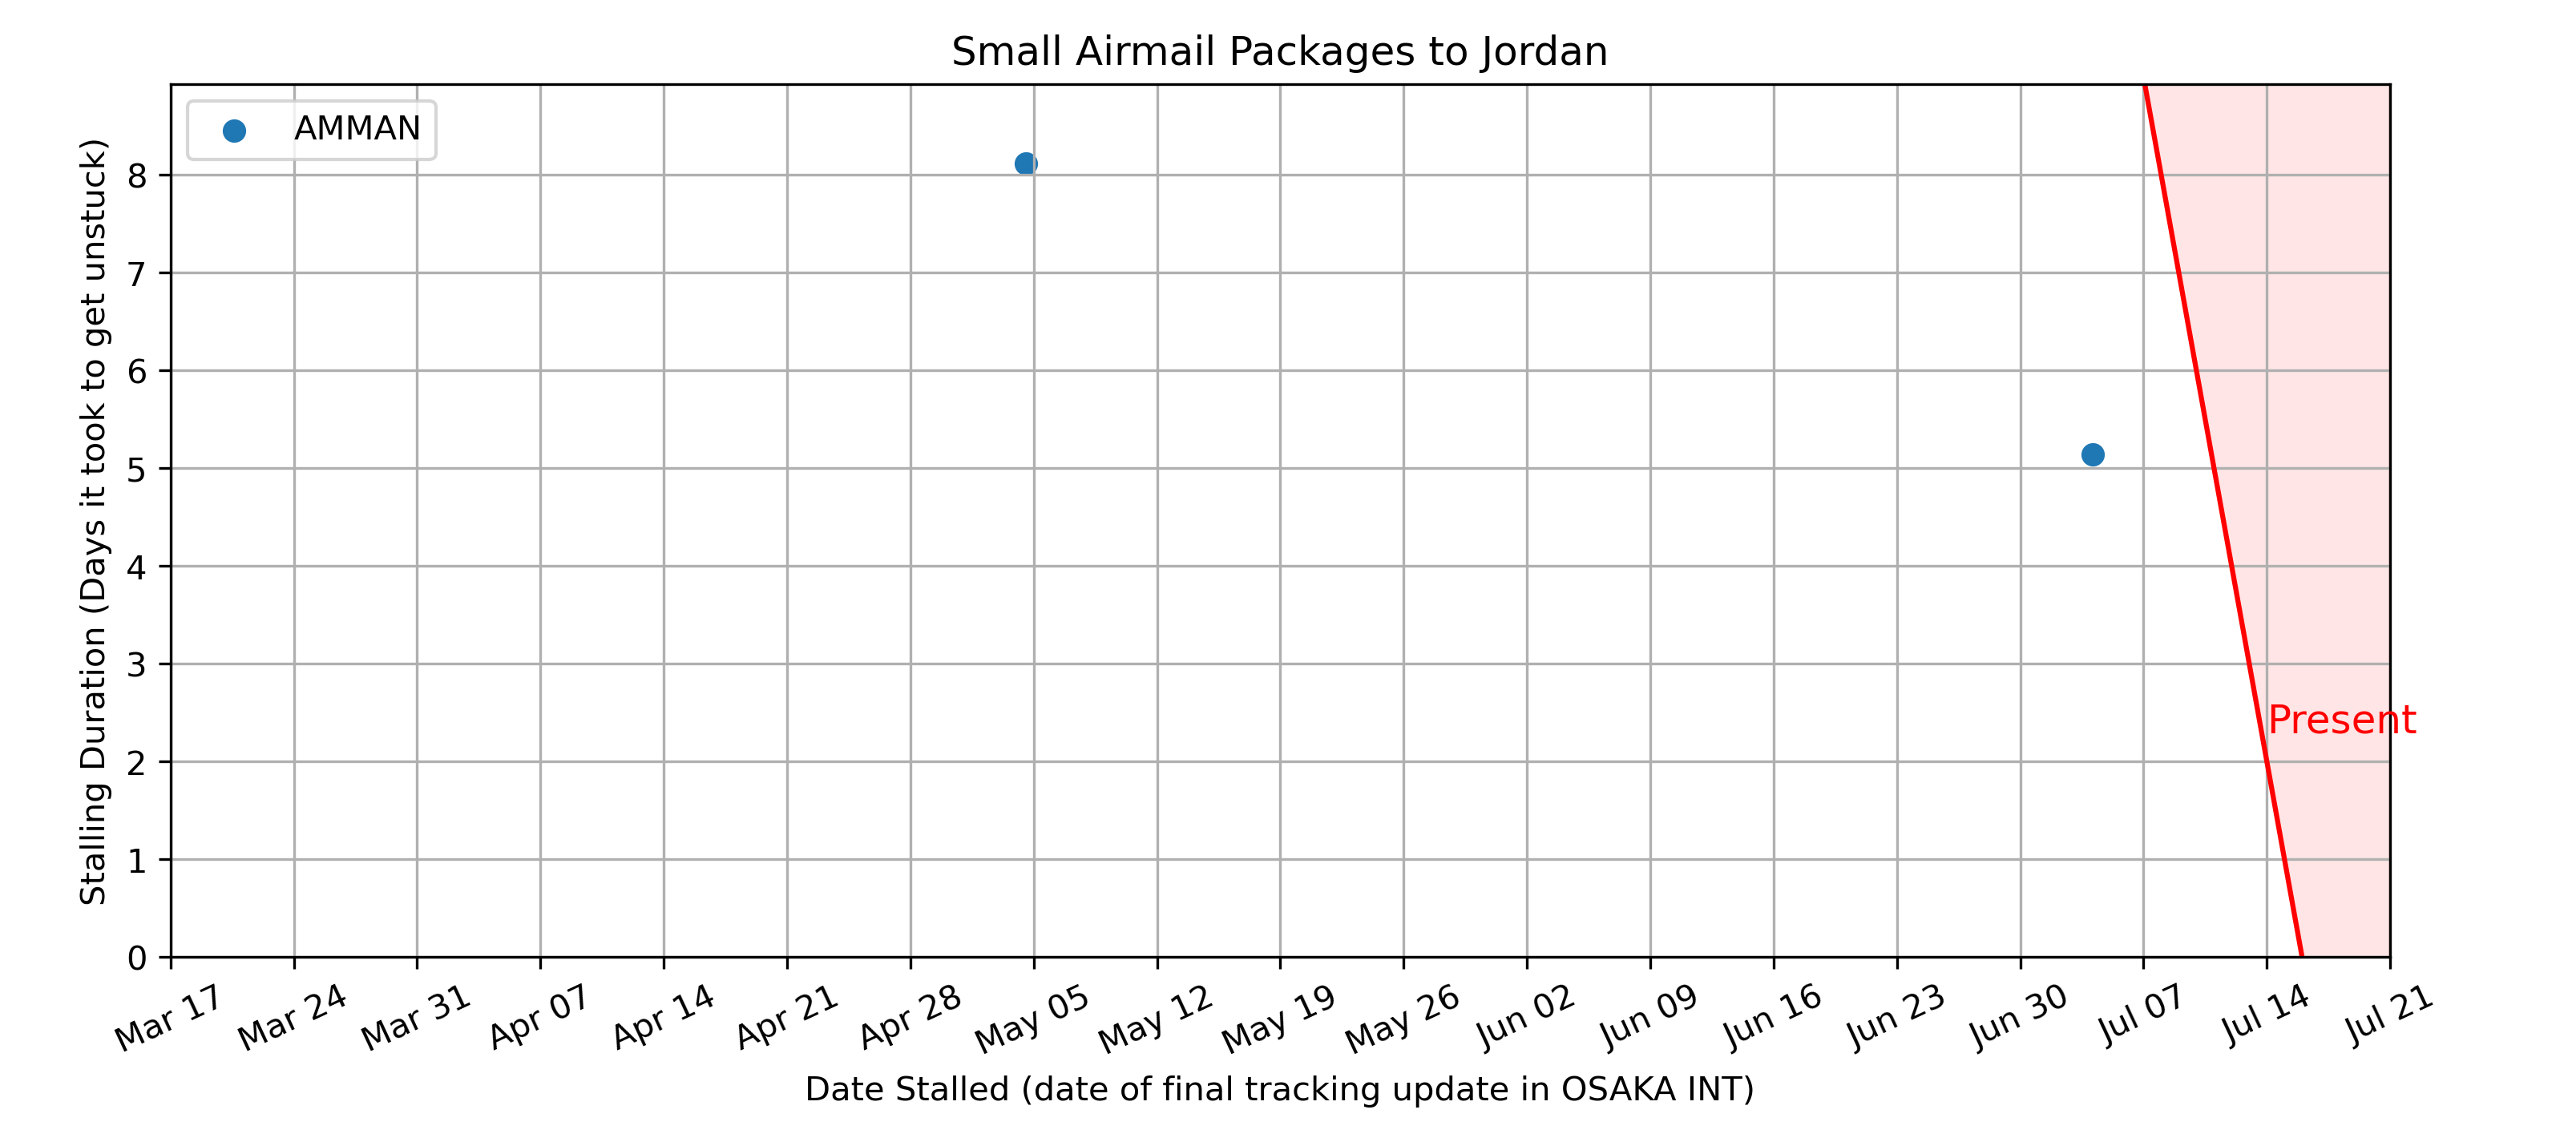 Small Airmail Packages to Jordan
AMMAN
Stalling Duration (Days it took to get unstuck)
8
7
6
5
4
3
2
1
0
Present
Mar 17 Mar 24 Mar 31 Apr 07 Apr 14 Apr 21 Apr 28 May 05 May 12 May 19 May 26 Jun 02 Jun 09 Jun 16 Jun 23 Jun 30 Jul 07 Jul 14 Jul 21
Date Stalled (date of final tracking update in OSAKA INT)